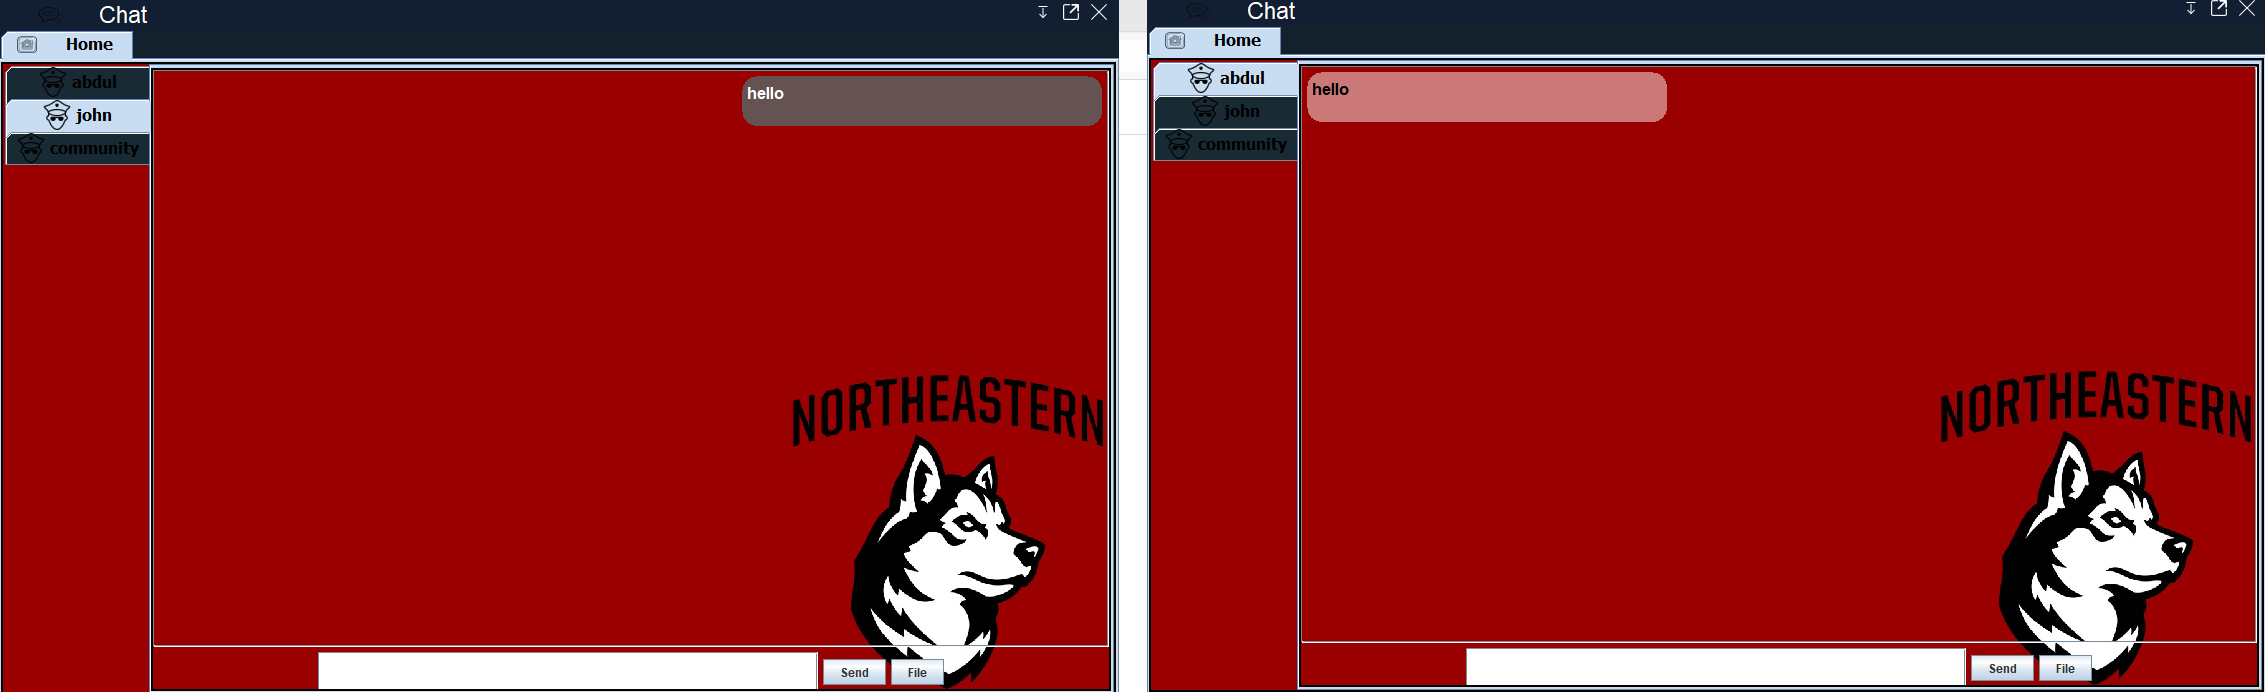 Chat
Home
abdul
john
community
hello
NORTHEASTERN
Send
File
Chat
Home
abdul
john
community
hello
NORTHEASTERN
Send
File